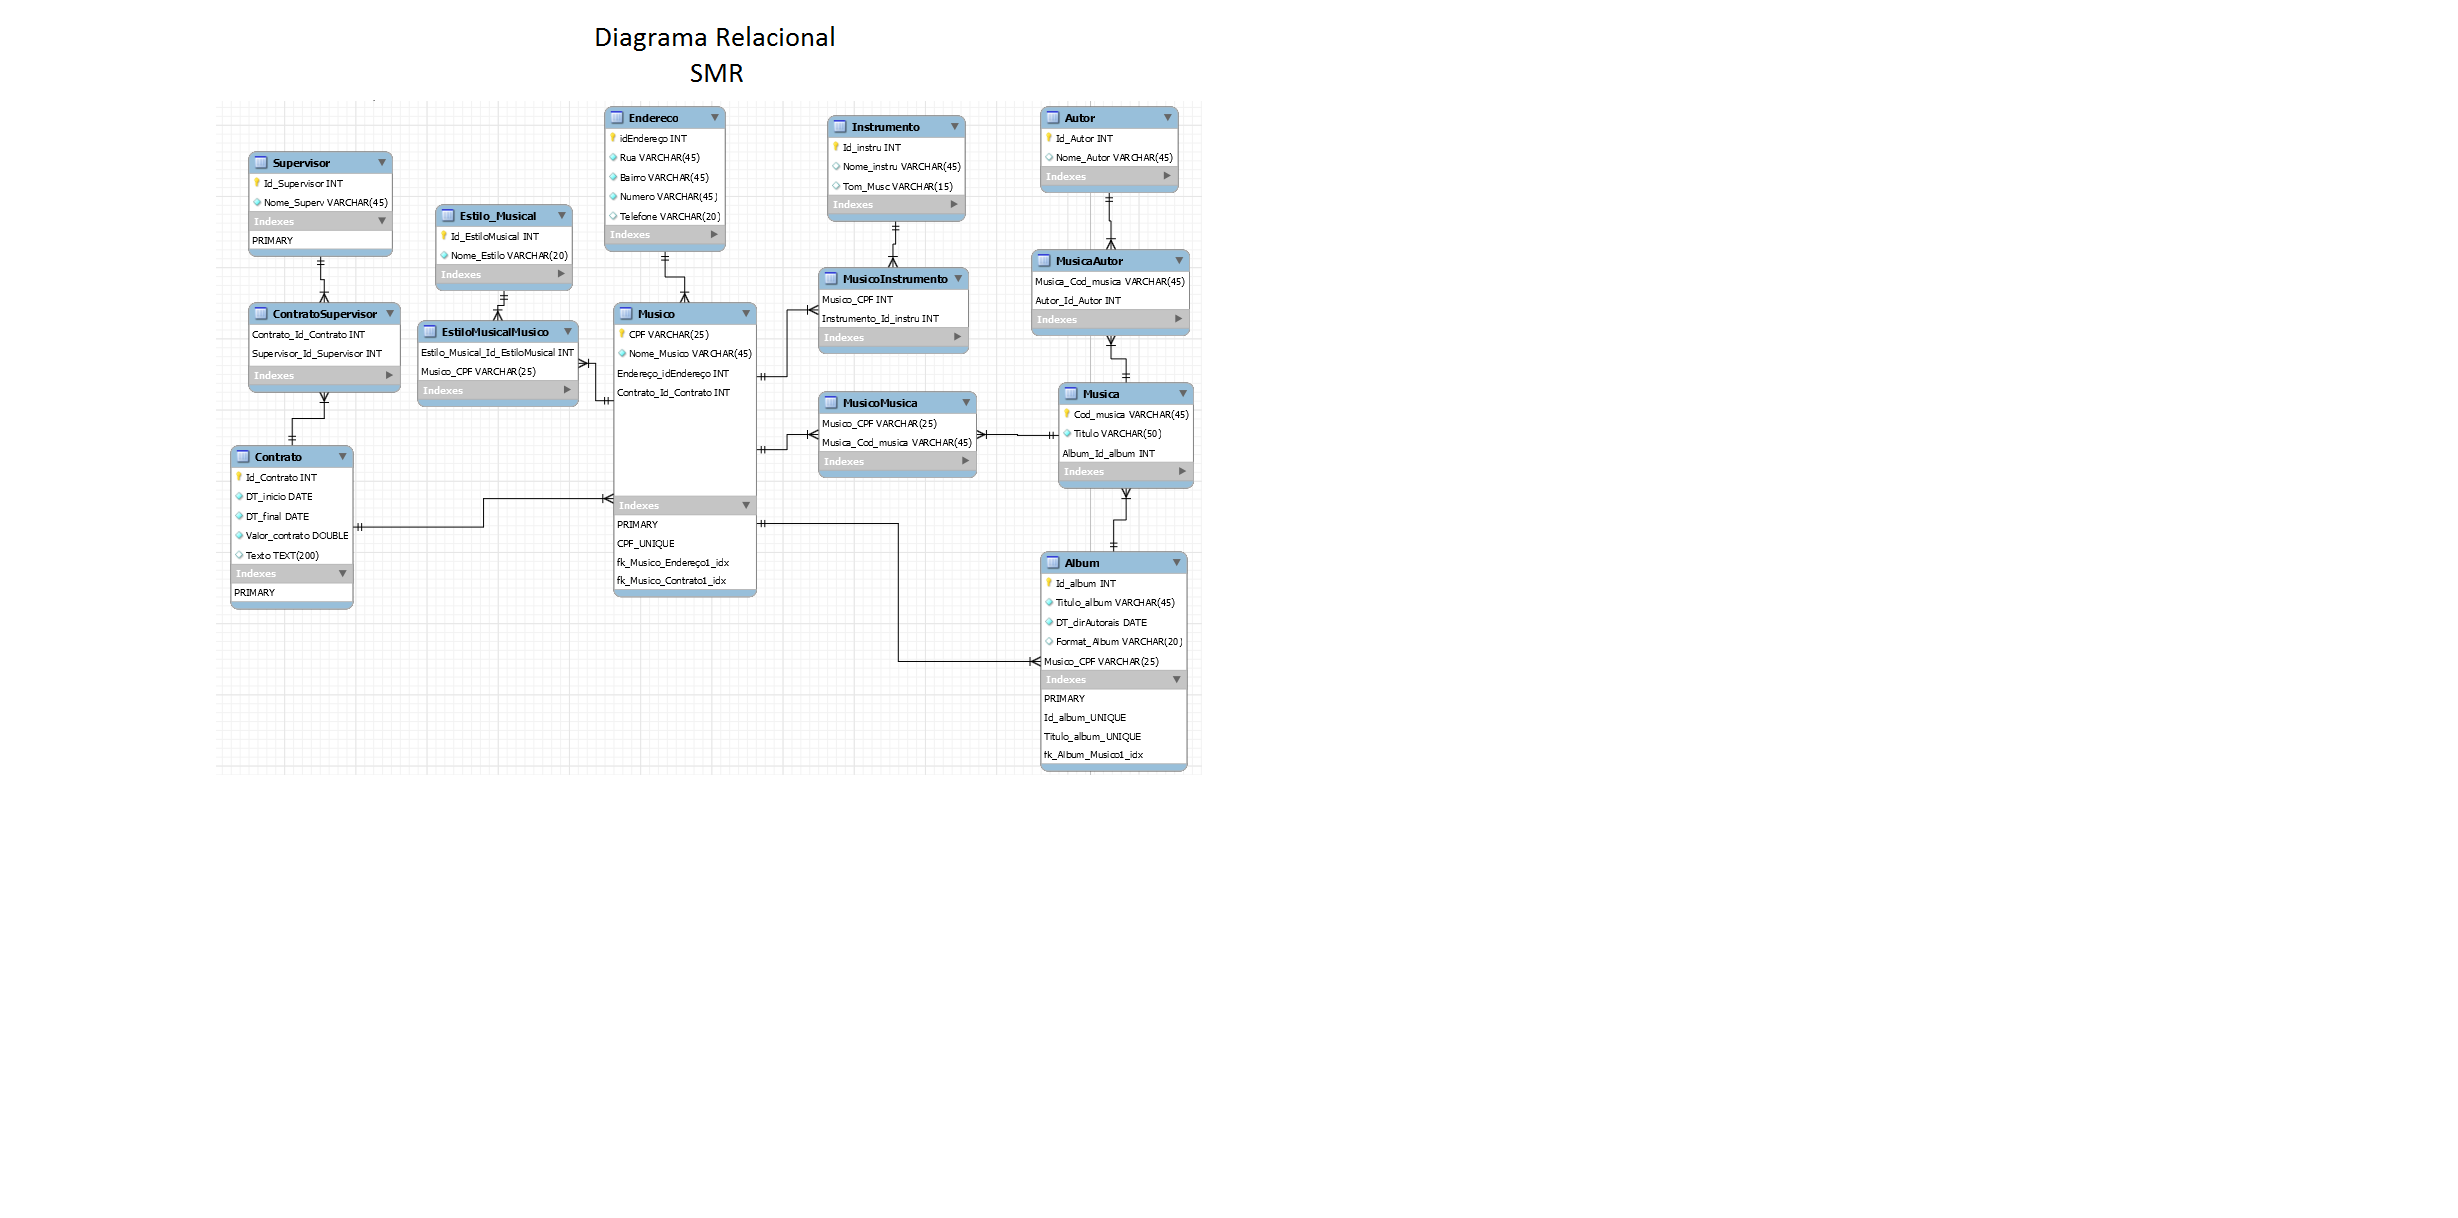 Diagrama Relacional
SMR
Supervisor
Id_Supervisor INT
Nome_Superv VARCHAR(45)
Indexes
PRIMARY
ContratoSupervisor
Contrato_Id_Contrato INT
Supervisor_Id_Supervisor INT
Indexes
Contrato
Id_Contrato INT
DT_inicio DATE
DT_final DATE
Valor_contrato DOUBLE
Texto TEXT(200)
Indexes
PRIMARY
Estilo_Musical
Id_EstiloMusical INT
Nome_Estilo VARCHAR(20)
Indexes
EstiloMusicalMusico
Estilo_Musical_Id_EstiloMusical INT
Musico_CPF VARCHAR(25)
Indexes
Endereco
idEndereço INT
Rua VARCHAR(45)
Bairro VARCHAR(45)
Numero VARCHAR(45)
Telefone VARCHAR(20)
Indexes
Musico
CPF VARCHAR(25)
Nome_Musico VARCHAR(45)
Endereço_idEndereço INT
Contrato_Id_Contrato INT
Indexes
PRIMARY
CPF_UNIQUE
fk_Musico_Endereço1_idx
fk_Musico_Contrato1_idx
Instrumento
Id_instru INT
Nome_instru VARCHAR(45)
Tom_Musc VARCHAR(15)
Indexes
MusicoInstrumento
Musico_CPF INT
Instrumento_Id_instru INT
Indexes
MusicoMusica
Musico_CPF VARCHAR(25)
Musica_Cod_musica VARCHAR(45)
Indexes
Autor
Id_Autor INT
Nome_Autor VARCHAR(45)
Indexes
MusicaAutor
Musica_Cod_musica VARCHAR(45)
Autor_Id_Autor INT
Indexes
Musica
Cod_musica VARCHAR(45)
Titulo VARCHAR(50)
Album_Id_album INT
Indexes
Album
Id_album INT
Titulo_album VARCHAR(45)
DT_dirAutorais DATE
Format_Album VARCHAR(20)
Musico_CPF VARCHAR(25)
Indexes
PRIMARY
Id_album_UNIQUE
Titulo_album_UNIQUE
fk_Album_Musico1_idx